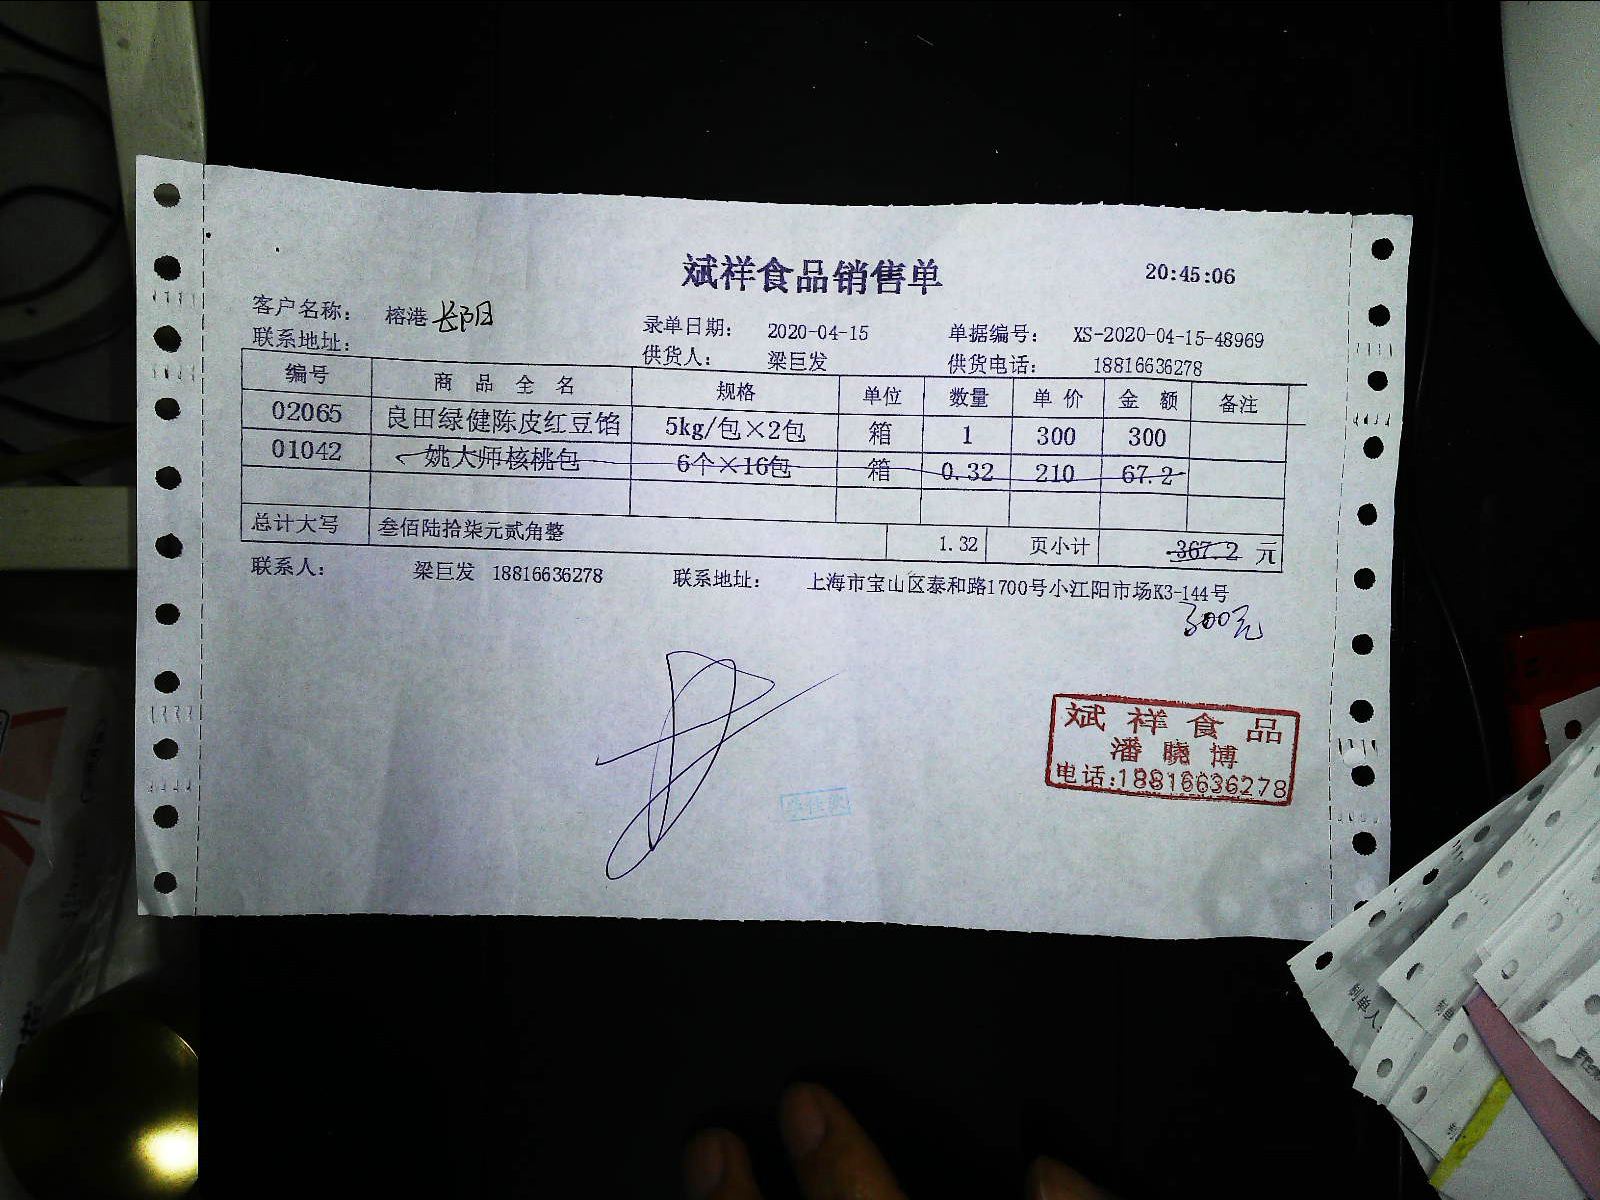 斌祥食品销售单 20:45:06
客户名称: 榕港 长阳
录单日期: 2020-04-15 单据编号: XS-2020-04-15-48969
联系地址:
供货人: 梁巨发 供货电话: 18816636278
编号 商品全名 规格 单位 数量 单价 金额 备注
02065 良田绿健陈皮红豆馅 5kg/包×2包 箱 1 300 300
01042 姚大师核桃包 6个×16包 箱 0.32 210 67.2
总计大写 叁佰陆拾柒元贰角整 1.32 页小计 367.2 元
联系人: 梁巨发 18816636278 联系地址: 上海市宝山区泰和路1700号小江阳市场K3-144号
300元
斌祥食品
潘晓博
电话:18816636278
制单人: